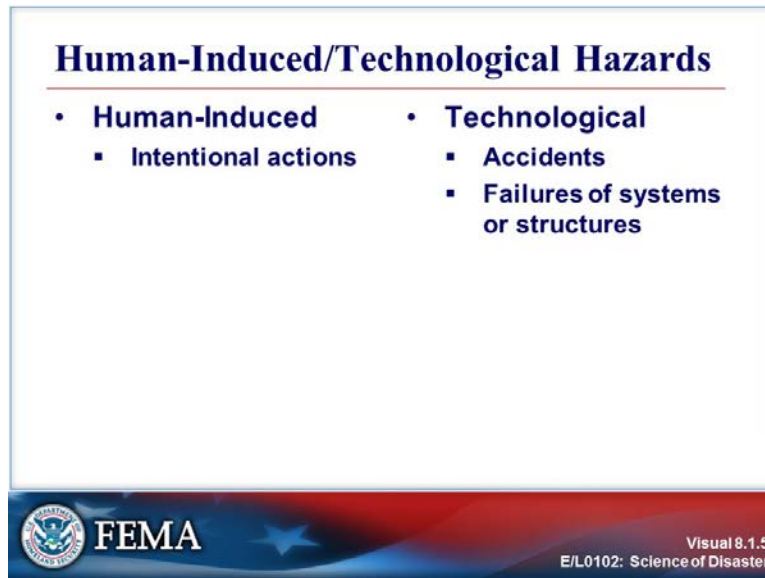 Human-Induced/Technological Hazards
• Human-Induced
▪ Intentional actions
• Technological
▪ Accidents
▪ Failures of systems
or structures
FEMA
Visual 8.1.5
E/L0102: Science of Disaster